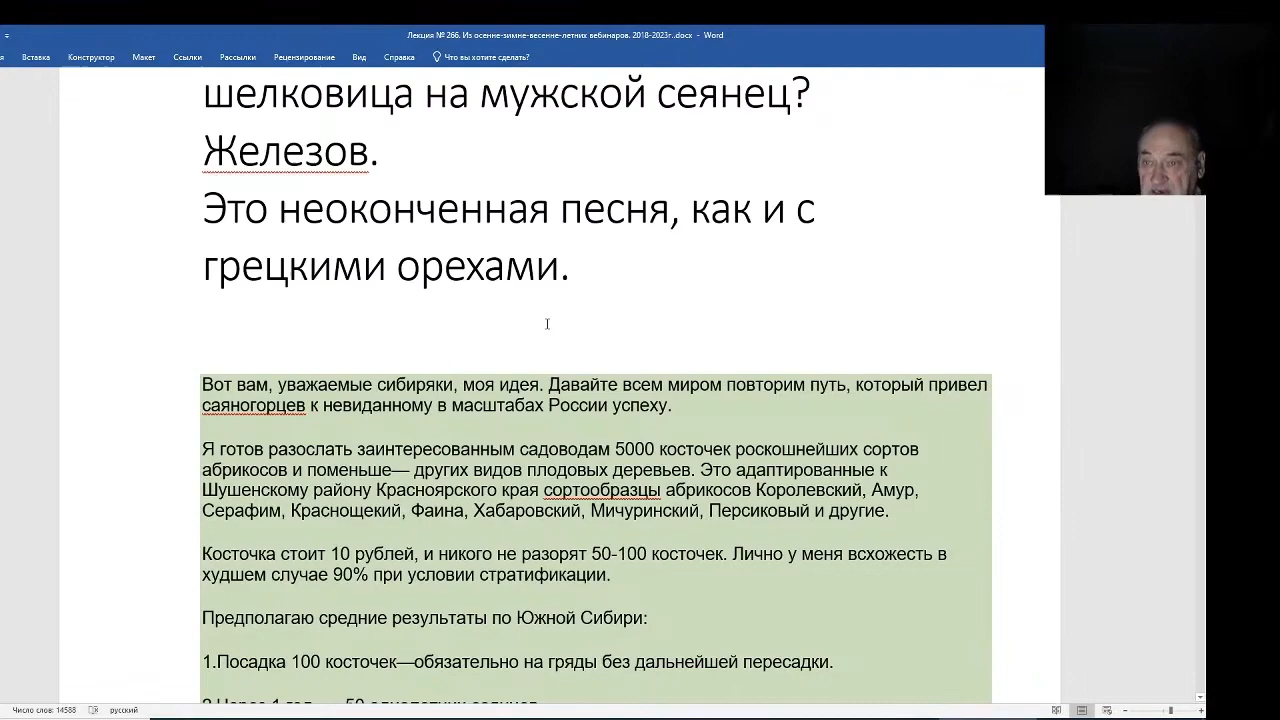 Лекция № 266. Из осенне-зимне-весенне-летних вебинаров. 2018-2023г..docx - Word
я Вставка Конструктор Макет Ссылки Рассылки Рецензирование Вид Справка Что вы хотите сделать?
шелковица на мужской сеянец?
Железов.
Это неоконченная песня, как и с
грецкими орехами.
Вот вам, уважаемые сибиряки, моя идея. Давайте всем миром повторим путь, который привел
саяногорцев к невиданному в масштабах России успеху.
Я готов разослать заинтересованным садоводам 5000 косточек роскошнейших сортов
абрикосов и поменьше— других видов плодовых деревьев. Это адаптированные к
Шушенскому району Красноярского края сортообразцы абрикосов Королевский, Амур,
Серафим, Краснощекий, Фаина, Хабаровский, Мичуринский, Персиковый и другие.
Косточка стоит 10 рублей, и никого не разорят 50-100 косточек. Лично у меня всхожесть в
худшем случае 90% при условии стратификации.
Предполагаю средние результаты по Южной Сибири:
1.Посадка 100 косточек—обязательно на гряды без дальнейшей пересадки.
Число слов: 14588 русский